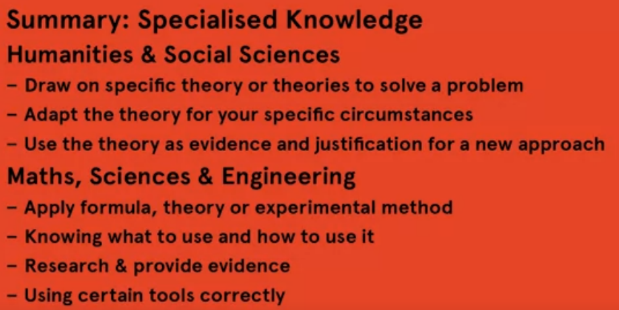 Summary: Specialised Knowledge
Humanities & Social Sciences
– Draw on specific theory or theories to solve a problem
– Adapt the theory for your specific circumstances
– Use the theory as evidence and justification for a new approach
Maths, Sciences & Engineering
– Apply formula, theory or experimental method
– Knowing what to use and how to use it
– Research & provide evidence
– Using certain tools correctly